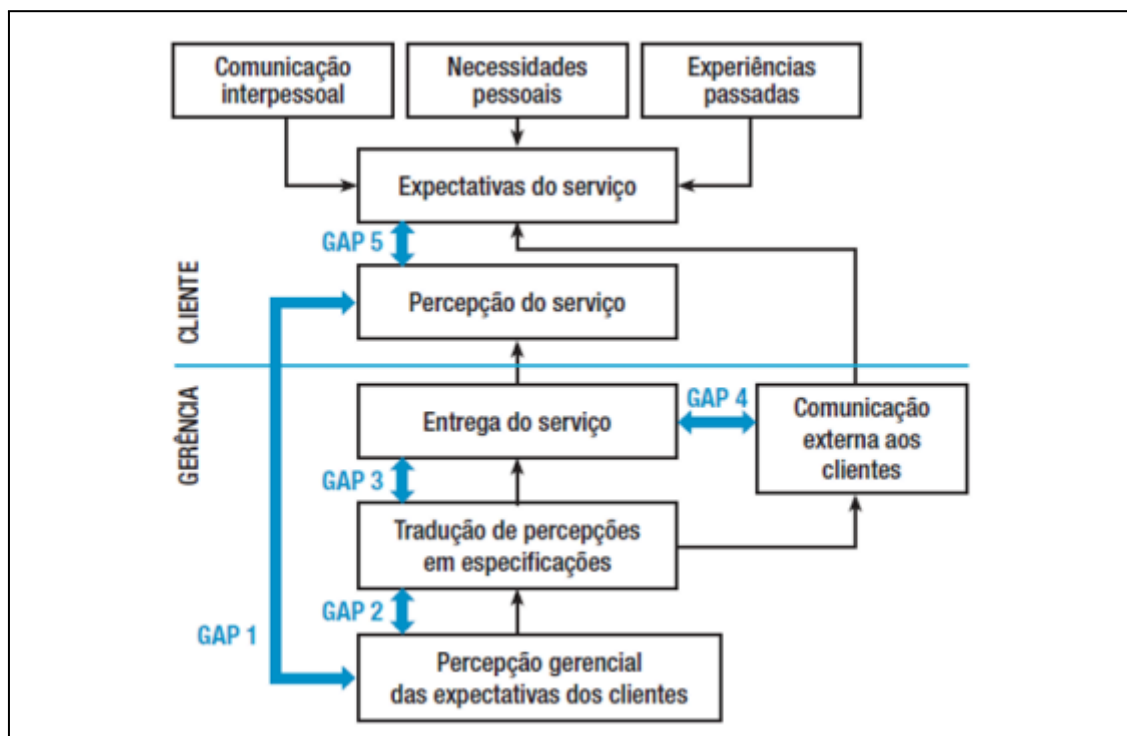 Comunicação
interpessoal
Necessidades
pessoais
Experiências
passadas
Expectativas do serviço
GAP 5
CLIENTE
Percepção do serviço
GERÊNCIA
Entrega do serviço
GAP 4
Comunicação
externa aos
clientes
GAP 3
Tradução de percepções
em especificações
GAP 2
GAP 1
Percepção gerencial
das expectativas dos clientes